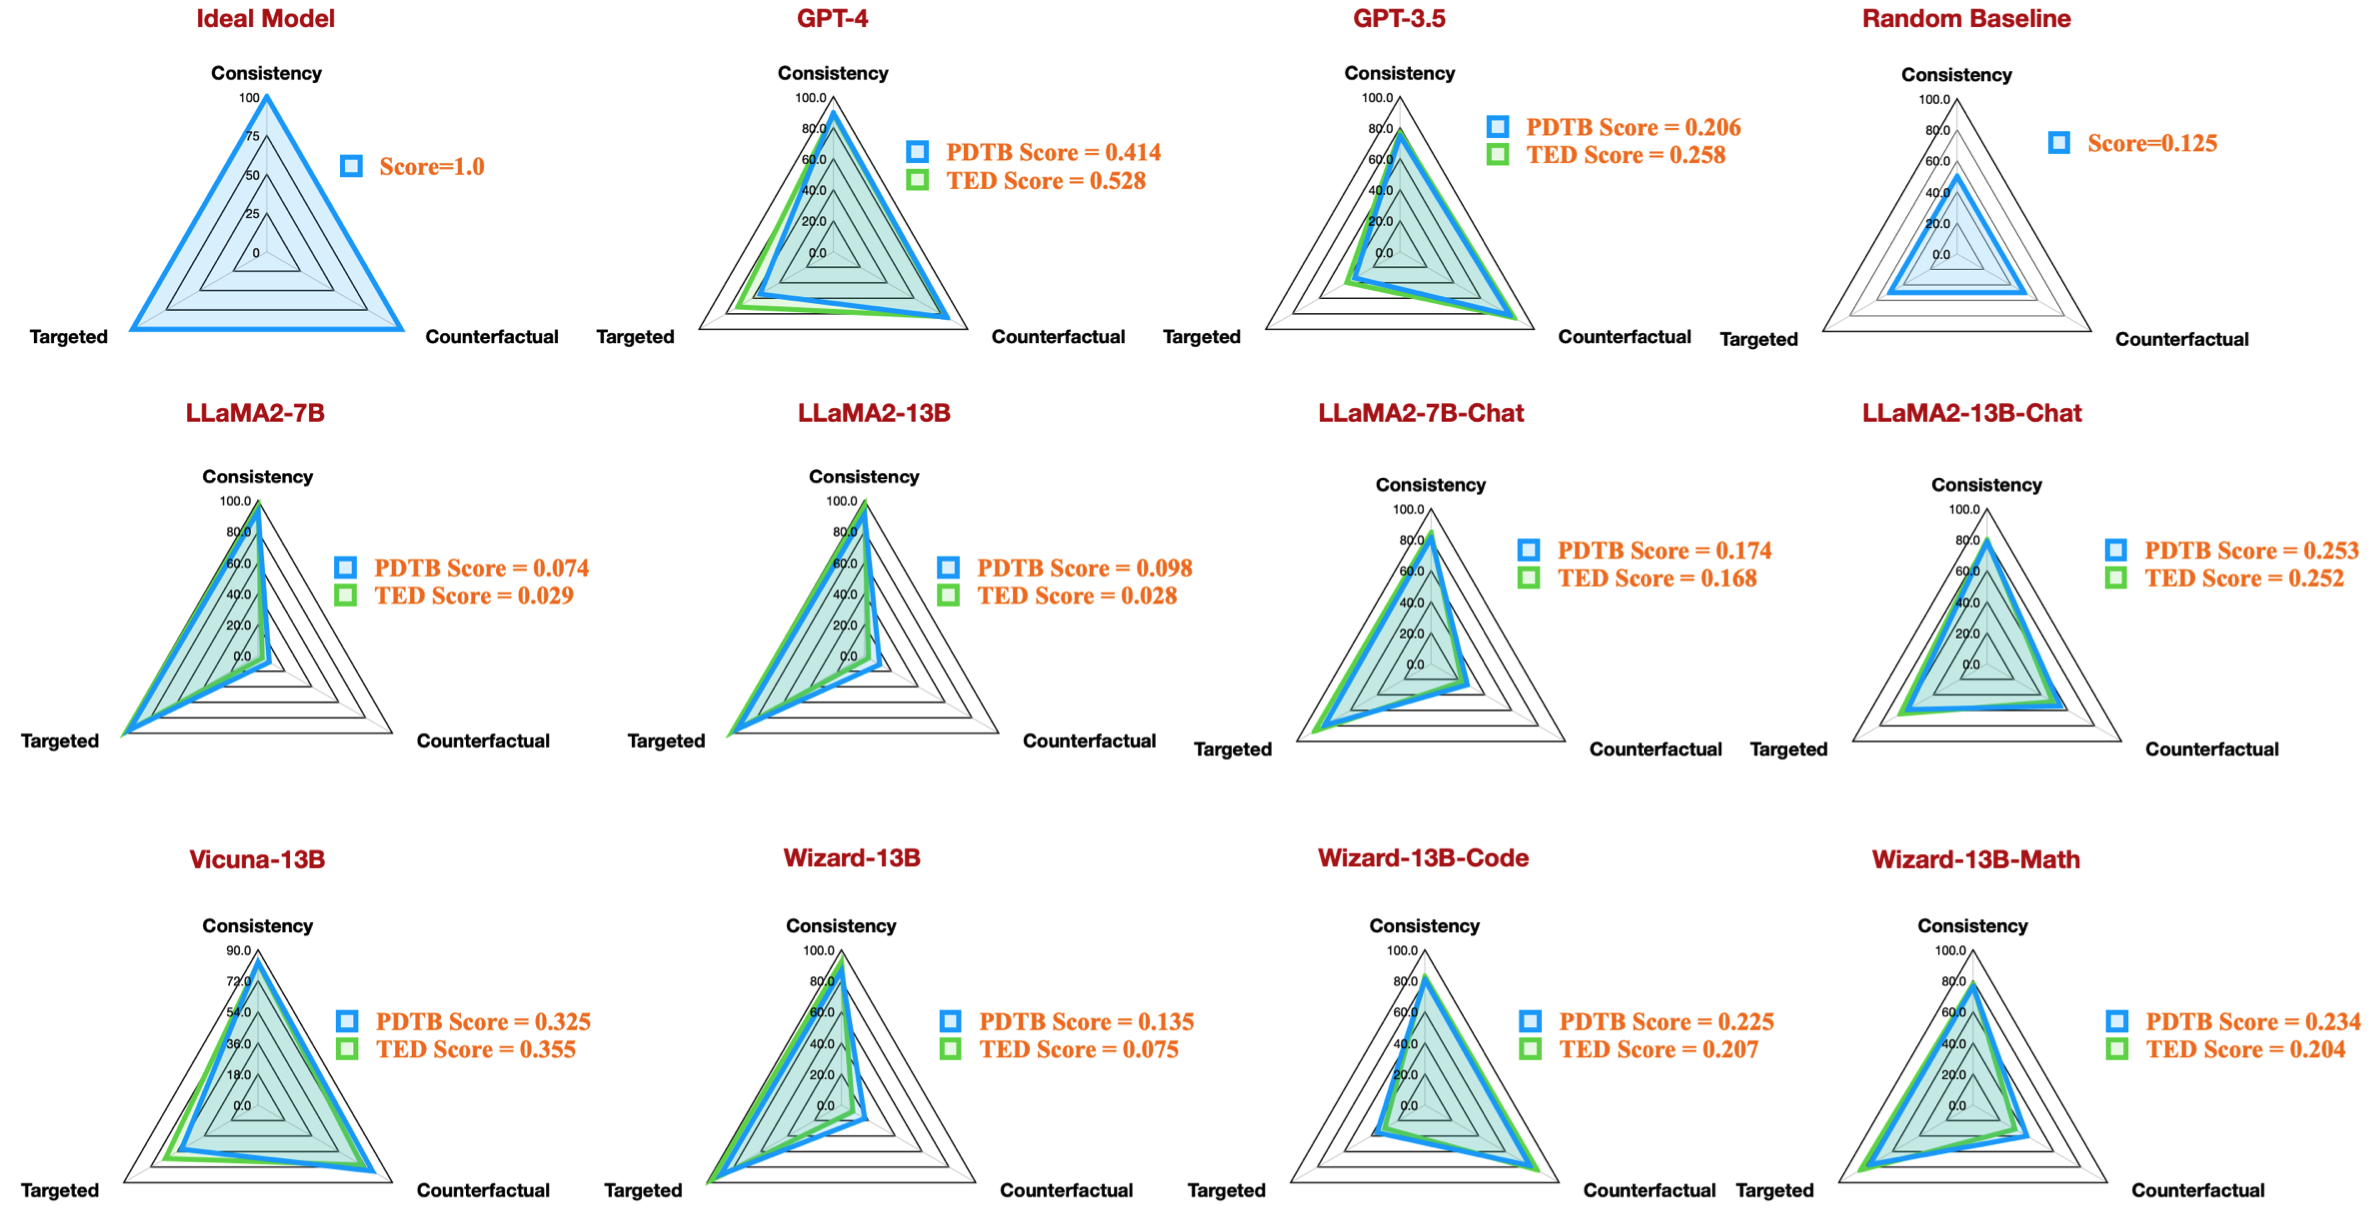 Ideal Model
Consistency
100
75
50
25
0
Score=1.0
Targeted
Counterfactual
GPT-4
Consistency
100.0
80.0
60.0
40.0
20.0
0.0
PDTB Score = 0.414
TED Score = 0.528
Targeted
Counterfactual
GPT-3.5
Consistency
100.0
80.0
60.0
40.0
20.0
0.0
PDTB Score = 0.206
TED Score = 0.258
Targeted
Counterfactual
Random Baseline
Consistency
100.0
80.0
60.0
40.0
20.0
0.0
Score=0.125
Targeted
Counterfactual
LLaMA2-7B
Consistency
100.0
80.0
60.0
40.0
20.0
0.0
PDTB Score = 0.074
TED Score = 0.029
Targeted
Counterfactual
LLaMA2-13B
Consistency
100.0
80.0
60.0
40.0
20.0
0.0
PDTB Score = 0.098
TED Score = 0.028
Targeted
Counterfactual
LLaMA2-7B-Chat
Consistency
100.0
80.0
60.0
40.0
20.0
0.0
PDTB Score = 0.174
TED Score = 0.168
Targeted
Counterfactual
LLaMA2-13B-Chat
Consistency
100.0
80.0
60.0
40.0
20.0
0.0
PDTB Score = 0.253
TED Score = 0.252
Targeted
Counterfactual
Vicuna-13B
Consistency
90.0
72.0
54.0
36.0
18.0
0.0
PDTB Score = 0.325
TED Score = 0.355
Targeted
Counterfactual
Wizard-13B
Consistency
100.0
80.0
60.0
40.0
20.0
0.0
PDTB Score = 0.135
TED Score = 0.075
Targeted
Counterfactual
Wizard-13B-Code
Consistency
100.0
80.0
60.0
40.0
20.0
0.0
PDTB Score = 0.225
TED Score = 0.207
Targeted
Counterfactual
Wizard-13B-Math
Consistency
100.0
80.0
60.0
40.0
20.0
0.0
PDTB Score = 0.234
TED Score = 0.204
Targeted
Counterfactual